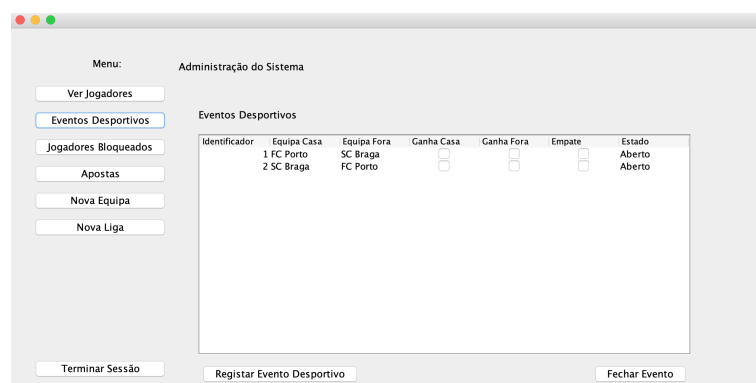 Menu:
Administração do Sistema
Ver Jogadores
Eventos Desportivos
Jogadores Bloqueados
Apostas
Nova Equipa
Nova Liga
Terminar Sessão
Eventos Desportivos
Identificador Equipa Casa Equipa Fora Ganha Casa Ganha Fora Empate Estado
1 FC Porto SC Braga Aberto
2 SC Braga FC Porto Aberto
Registar Evento Desportivo
Fechar Evento